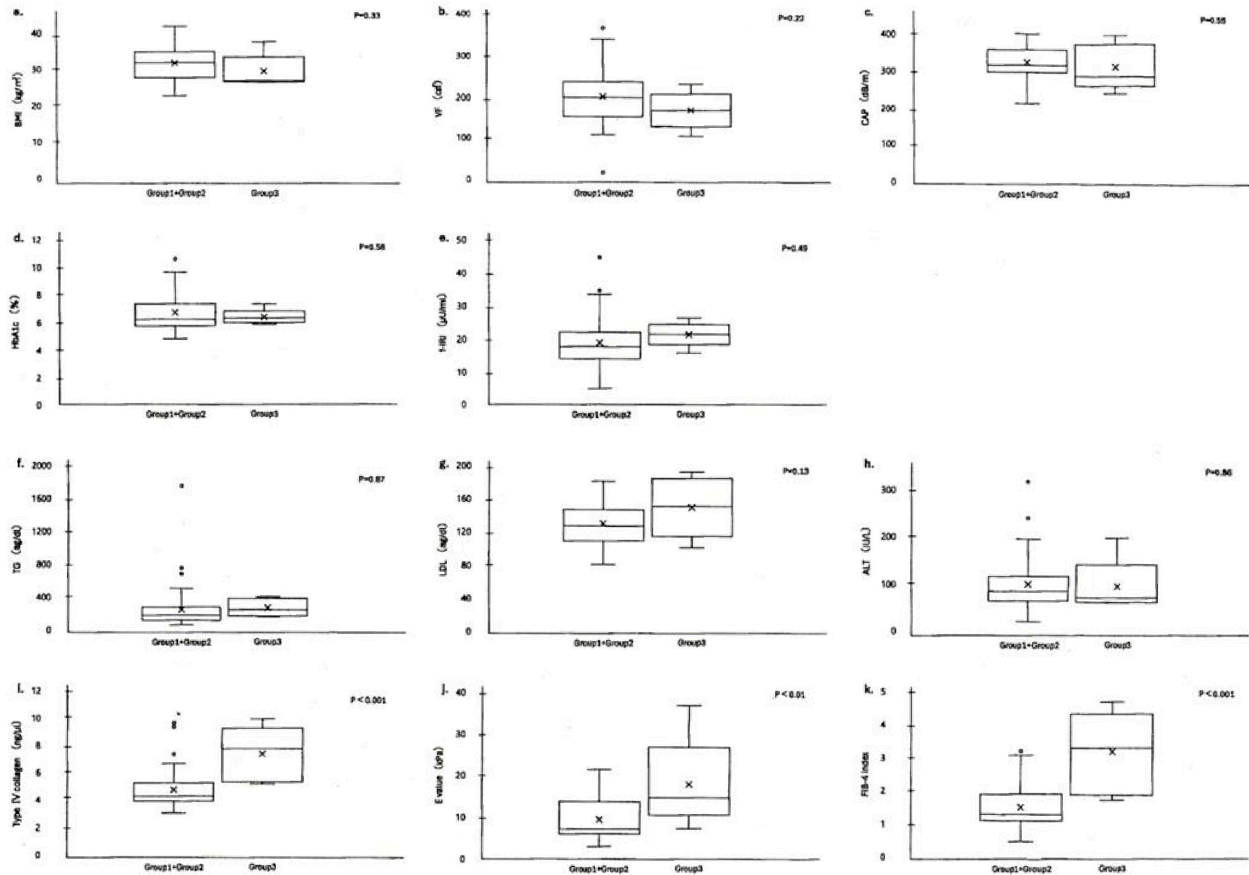 a.
P=0.33
BMI (kg/m²)
40
30
20
10
0
Group1+Group2
Group3
b.
P=0.22
VF (㎠)
400
300
200
100
0
Group1+Group2
Group3
c.
P=0.55
CAP (dB/m)
400
300
200
100
0
Group1+Group2
Group3
d.
P=0.58
HbA1c (%)
12
10
8
6
4
2
0
Group1+Group2
Group3
e.
P=0.49
f-IRI (μU/ml)
50
40
30
20
10
0
Group1+Group2
Group3
f.
P=0.87
TG (mg/dl)
2000
1600
1200
800
400
0
Group1+Group2
Group3
g.
P=0.13
LDL (mg/dl)
200
160
120
80
40
0
Group1+Group2
Group3
h.
P=0.86
ALT (IU/L)
300
200
100
0
Group1+Group2
Group3
i.
P<0.001
Type IV collagen (ng/μl)
12
10
8
6
4
2
0
Group1+Group2
Group3
j.
P<0.01
E value (kPa)
40
30
20
10
0
Group1+Group2
Group3
k.
P<0.001
FIB-4 index
5
4
3
2
1
0
Group1+Group2
Group3